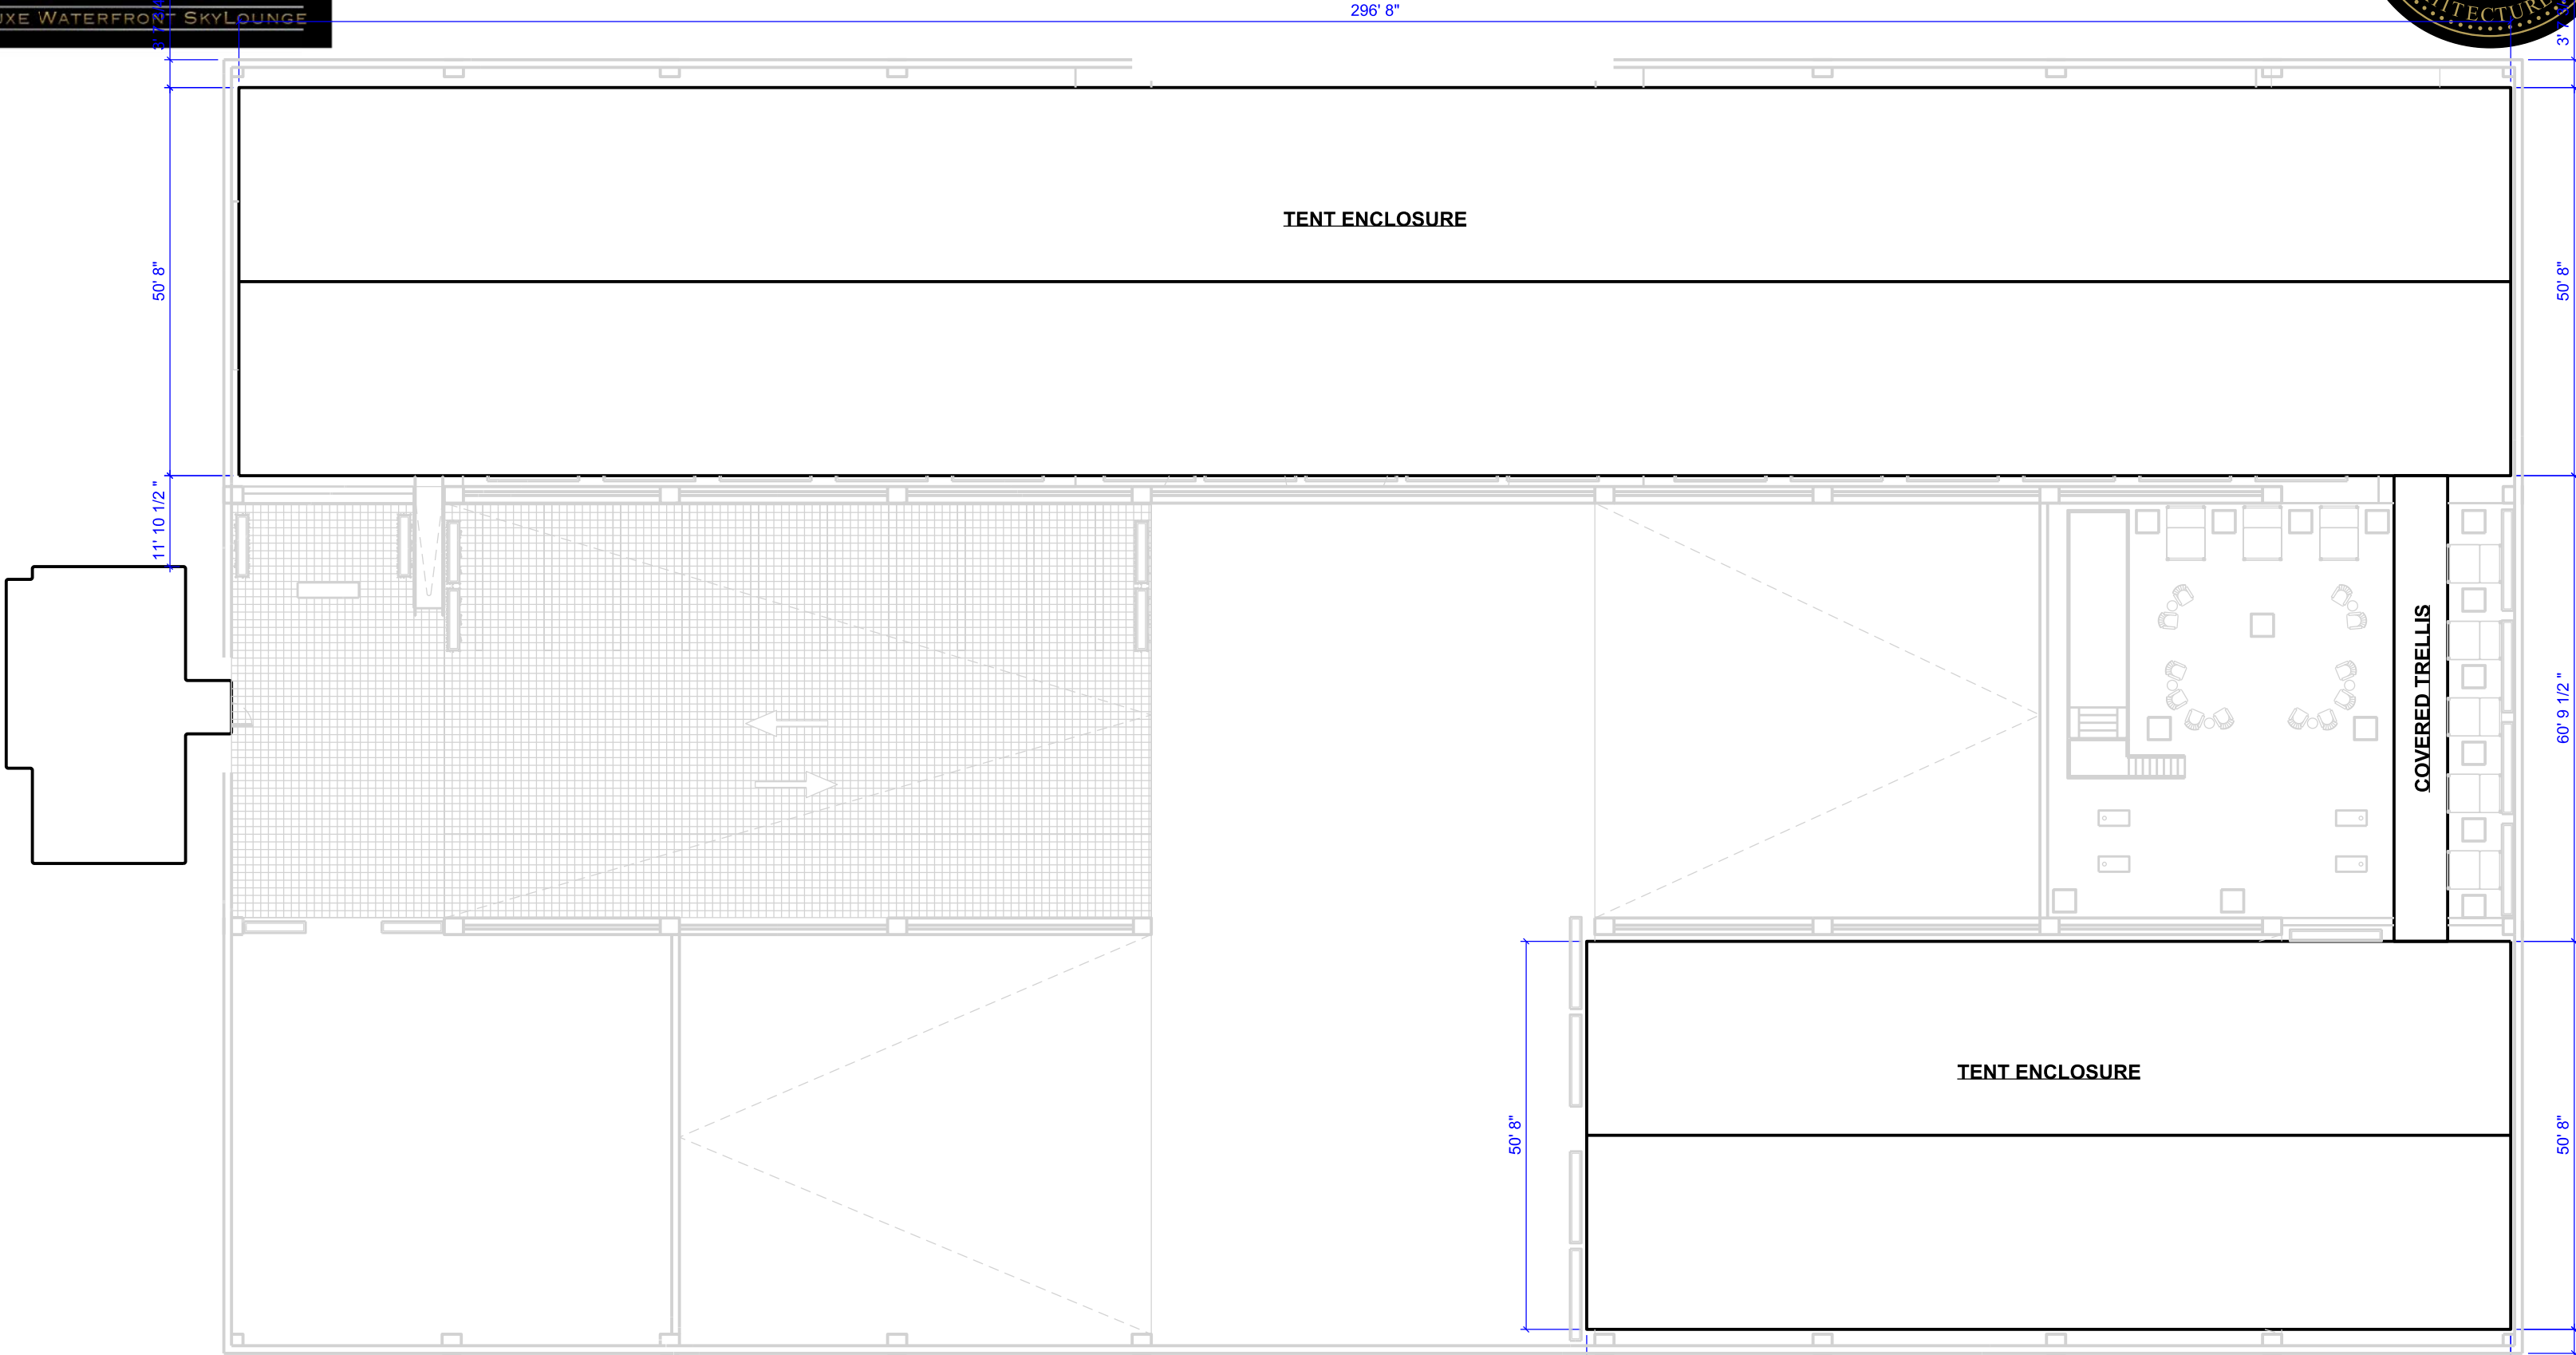 WATERFRONT SKYLOUNGE
296' 8"
50' 8"
50' 8"
TENT ENCLOSURE
11' 10 1/2 "
COVERED TRELLIS
60' 9 1/2 "
TENT ENCLOSURE
50' 8"
50' 8"